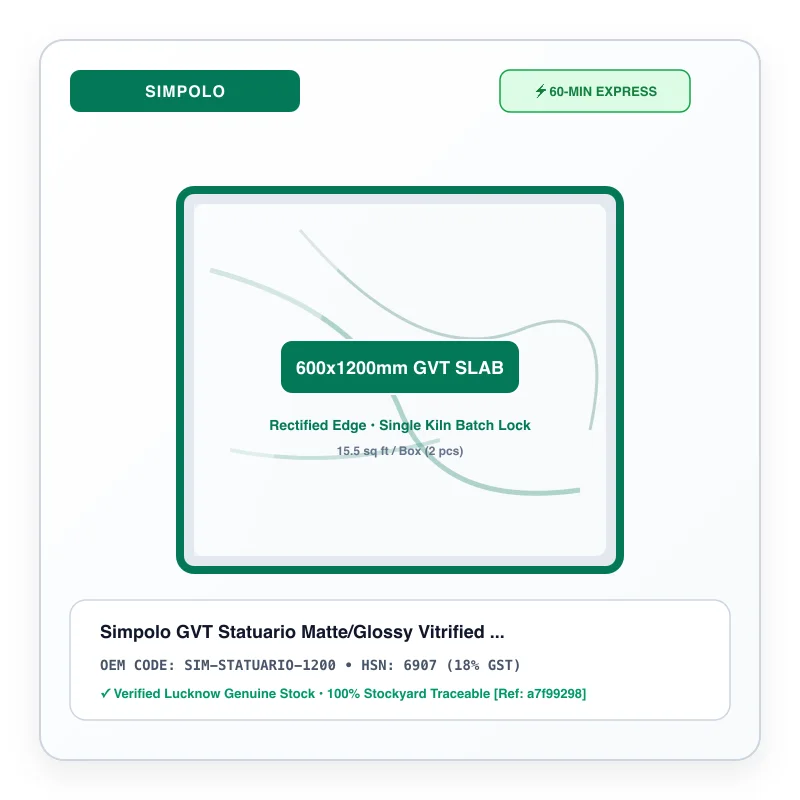 SIMPOLO
⚡60-MIN EXPRESS
600x1200mm GVT SLAB
Rectified Edge • Single Kiln Batch Lock
15.5 sq ft / Box (2 pcs)
Simpolo GVT Statuario Matte/Glossy Vitrified ...
OEM CODE: SIM-STATUARIO-1200 • HSN: 6907 (18% GST)
✓ Verified Lucknow Genuine Stock • 100% Stockyard Traceable [Ref: a7f99298]